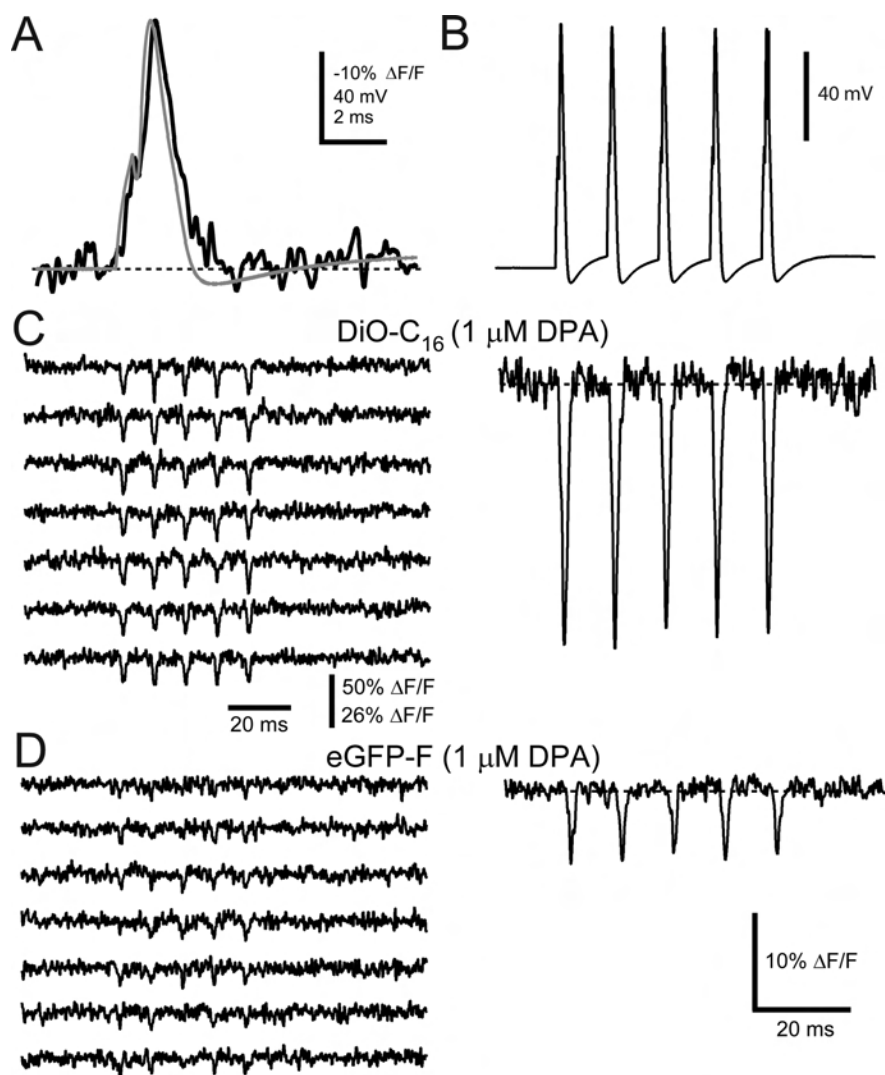 A
-10% ΔF/F
40 mV
2 ms
B
40 mV
C
DiO-C₁₆ (1 μM DPA)
50% ΔF/F
26% ΔF/F
20 ms
D
eGFP-F (1 μM DPA)
10% ΔF/F
20 ms